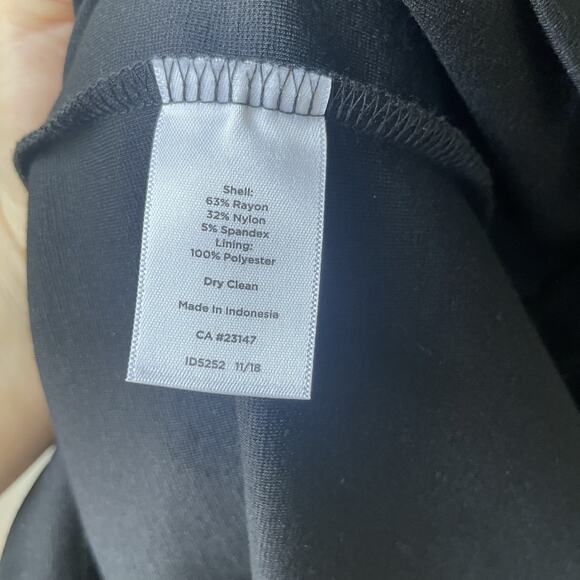 Shell:
63% Rayon
32% Nylon
5% Spandex
Lining:
100% Polyester
Dry Clean
Made In Indonesia
CA #23147
ID5252 11/18